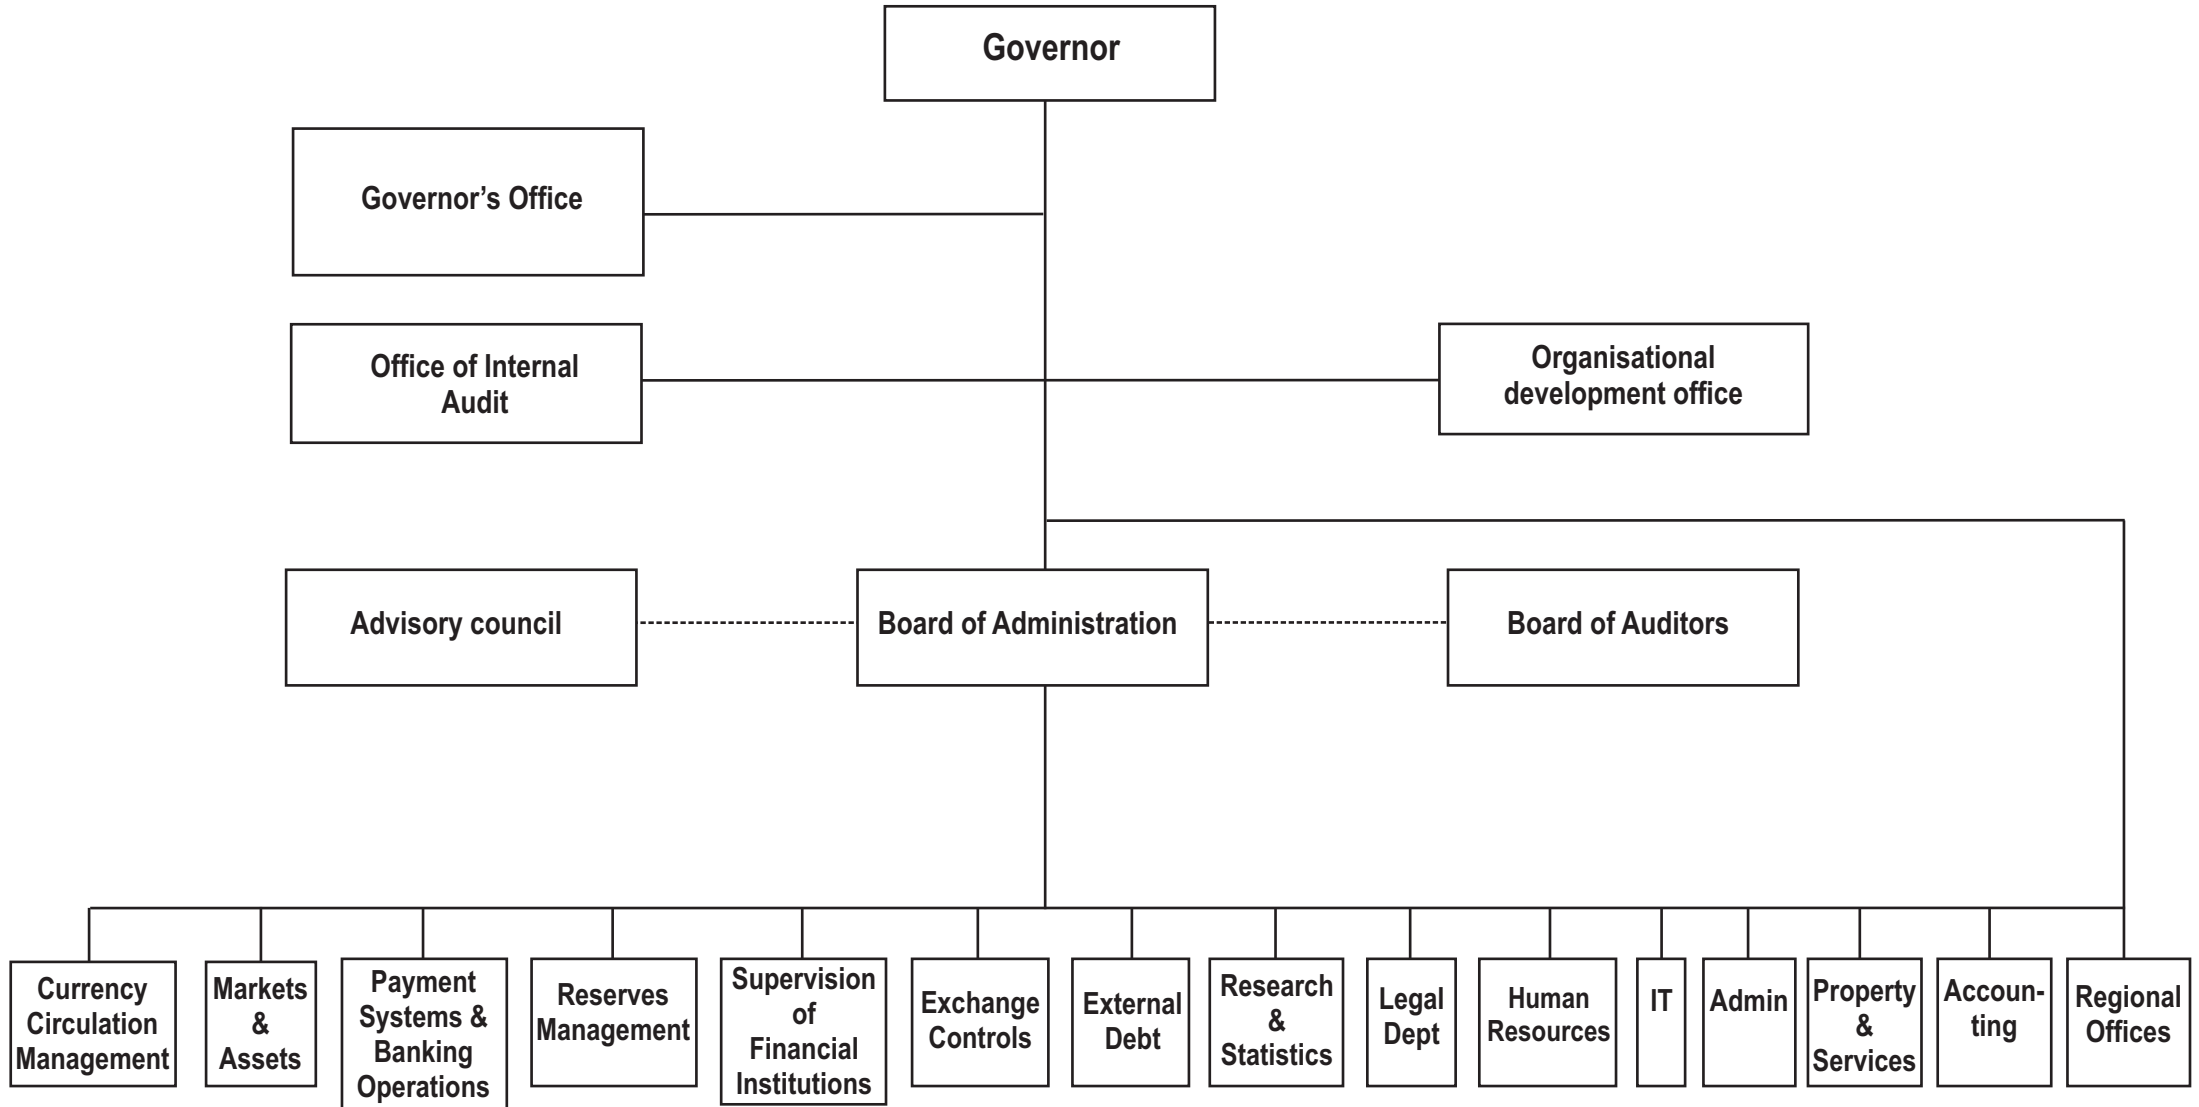 Governor
Governor’s Office
Office of Internal
Audit
Organisational
development office
Advisory council
Board of Administration
Board of Auditors
Currency
Circulation
Management
Markets
&
Assets
Payment
Systems &
Banking
Operations
Reserves
Management
Supervision
of
Financial
Institutions
Exchange
Controls
External
Debt
Research
&
Statistics
Legal
Dept
Human
Resources
IT
Admin
Property
&
Services
Accoun-
ting
Regional
Offices